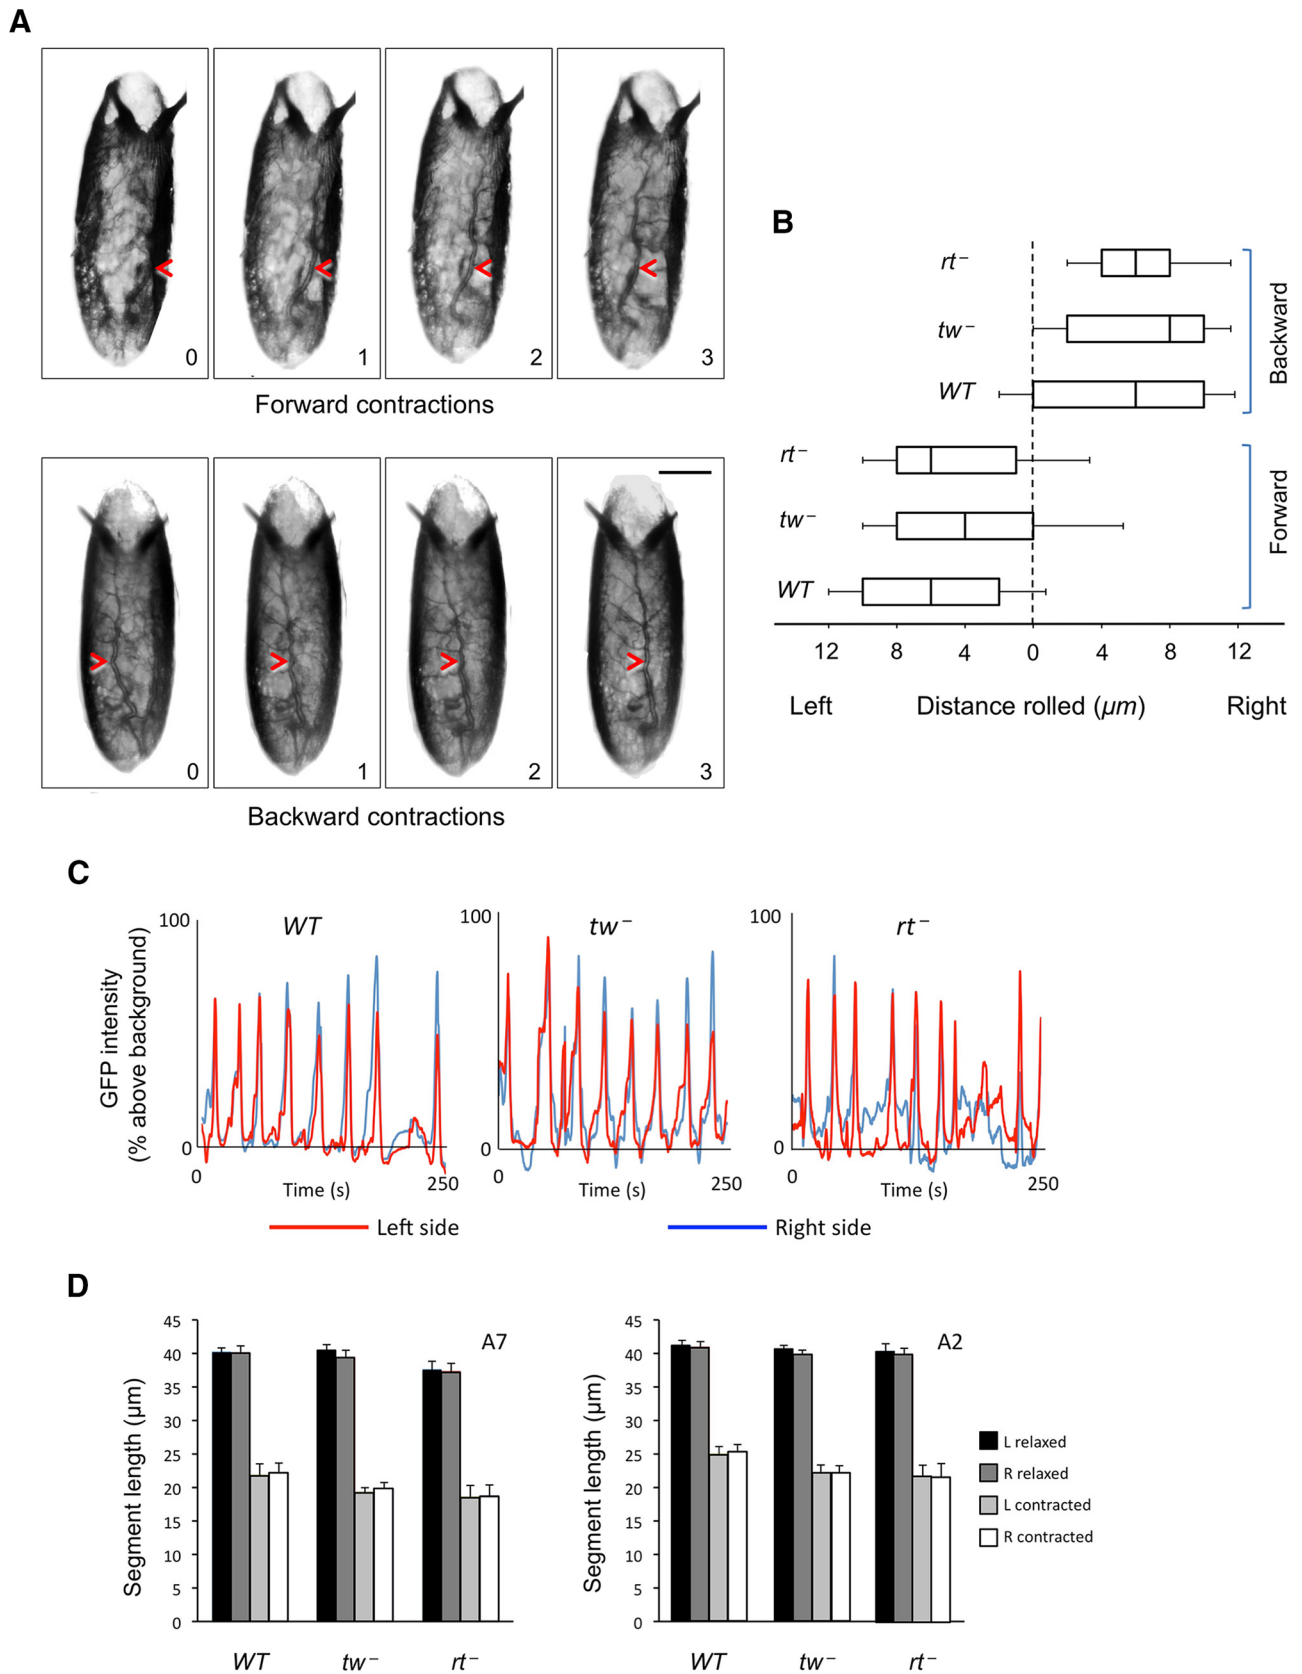 A
0
1
2
3
Forward contractions
0
1
2
3
Backward contractions
B
rt⁻
tw⁻
WT
Backward
rt⁻
tw⁻
WT
Forward
12 8 4 0 4 8 12
Left Distance rolled (µm) Right
C
GFP intensity
(% above background)
100
WT
0
0
Time (s)
250
100
tw⁻
0
0
Time (s)
250
100
rt⁻
0
0
Time (s)
250
Left side
Right side
D
Segment length (µm)
45
40
35
30
25
20
15
10
5
0
A7
WT tw⁻ rt⁻
Segment length (µm)
45
40
35
30
25
20
15
10
5
0
A2
WT tw⁻ rt⁻
L relaxed
R relaxed
L contracted
R contracted